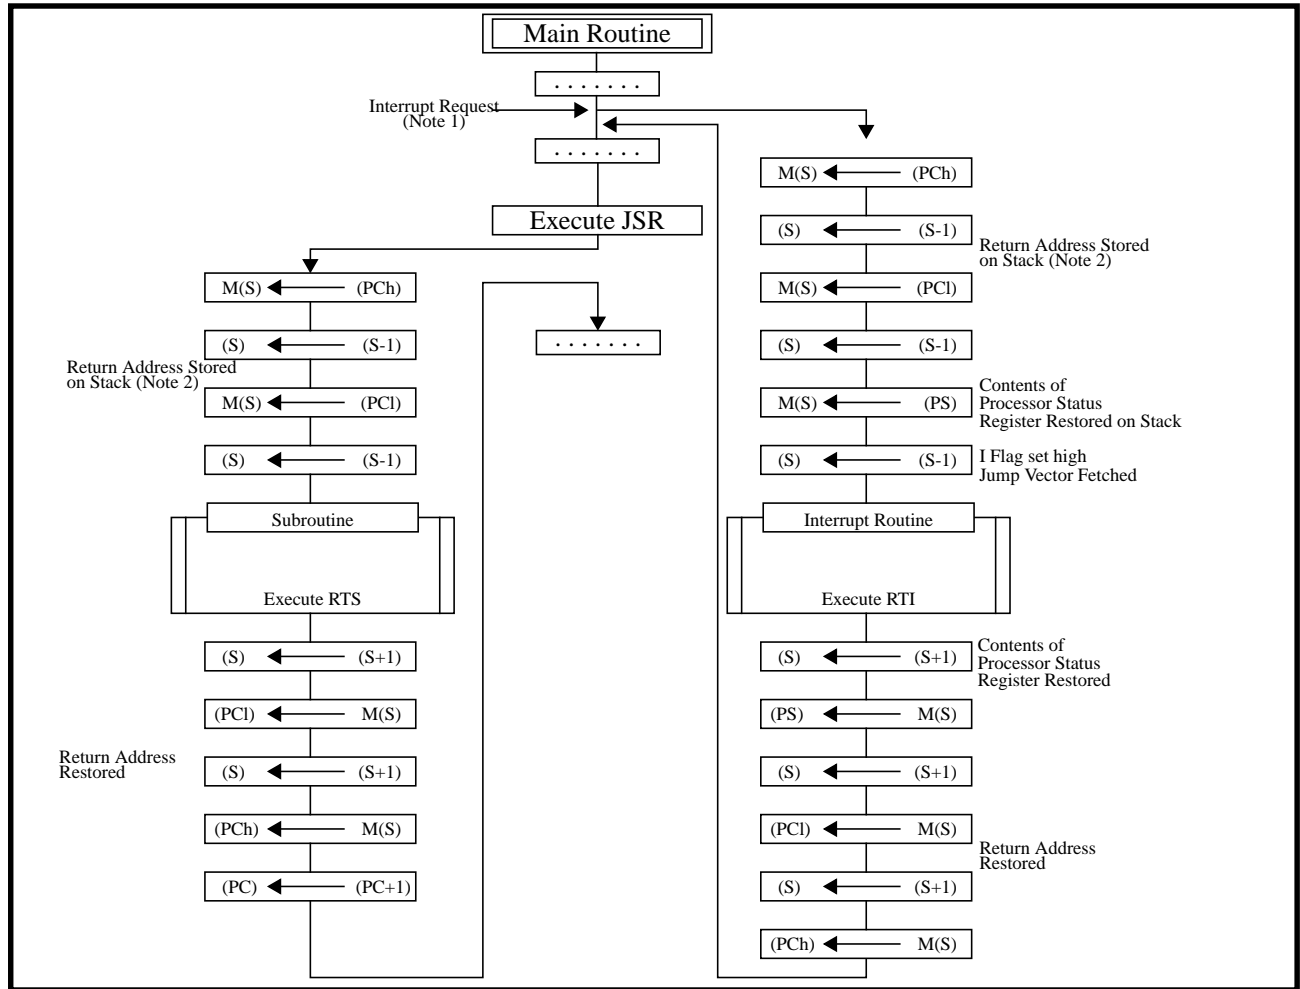 Main Routine
. . . . . . .
Interrupt Request
(Note 1)
. . . . . . .
Execute JSR
M(S) (PCh)
(S) (S-1)
Return Address Stored
on Stack (Note 2)
M(S) (PCl)
(S) (S-1)
Subroutine
Execute RTS
(S) (S+1)
(PCl) M(S)
Return Address
Restored
(S) (S+1)
(PCh) M(S)
(PC) (PC+1)
. . . . . . .
M(S) (PCh)
(S) (S-1)
Return Address Stored
on Stack (Note 2)
M(S) (PCl)
(S) (S-1)
Contents of
Processor Status
Register Restored on Stack
M(S) (PS)
(S) (S-1)
I Flag set high
Jump Vector Fetched
Interrupt Routine
Execute RTI
(S) (S+1)
Contents of
Processor Status
Register Restored
(PS) M(S)
(S) (S+1)
(PCl) M(S)
Return Address
Restored
(S) (S+1)
(PCh) M(S)